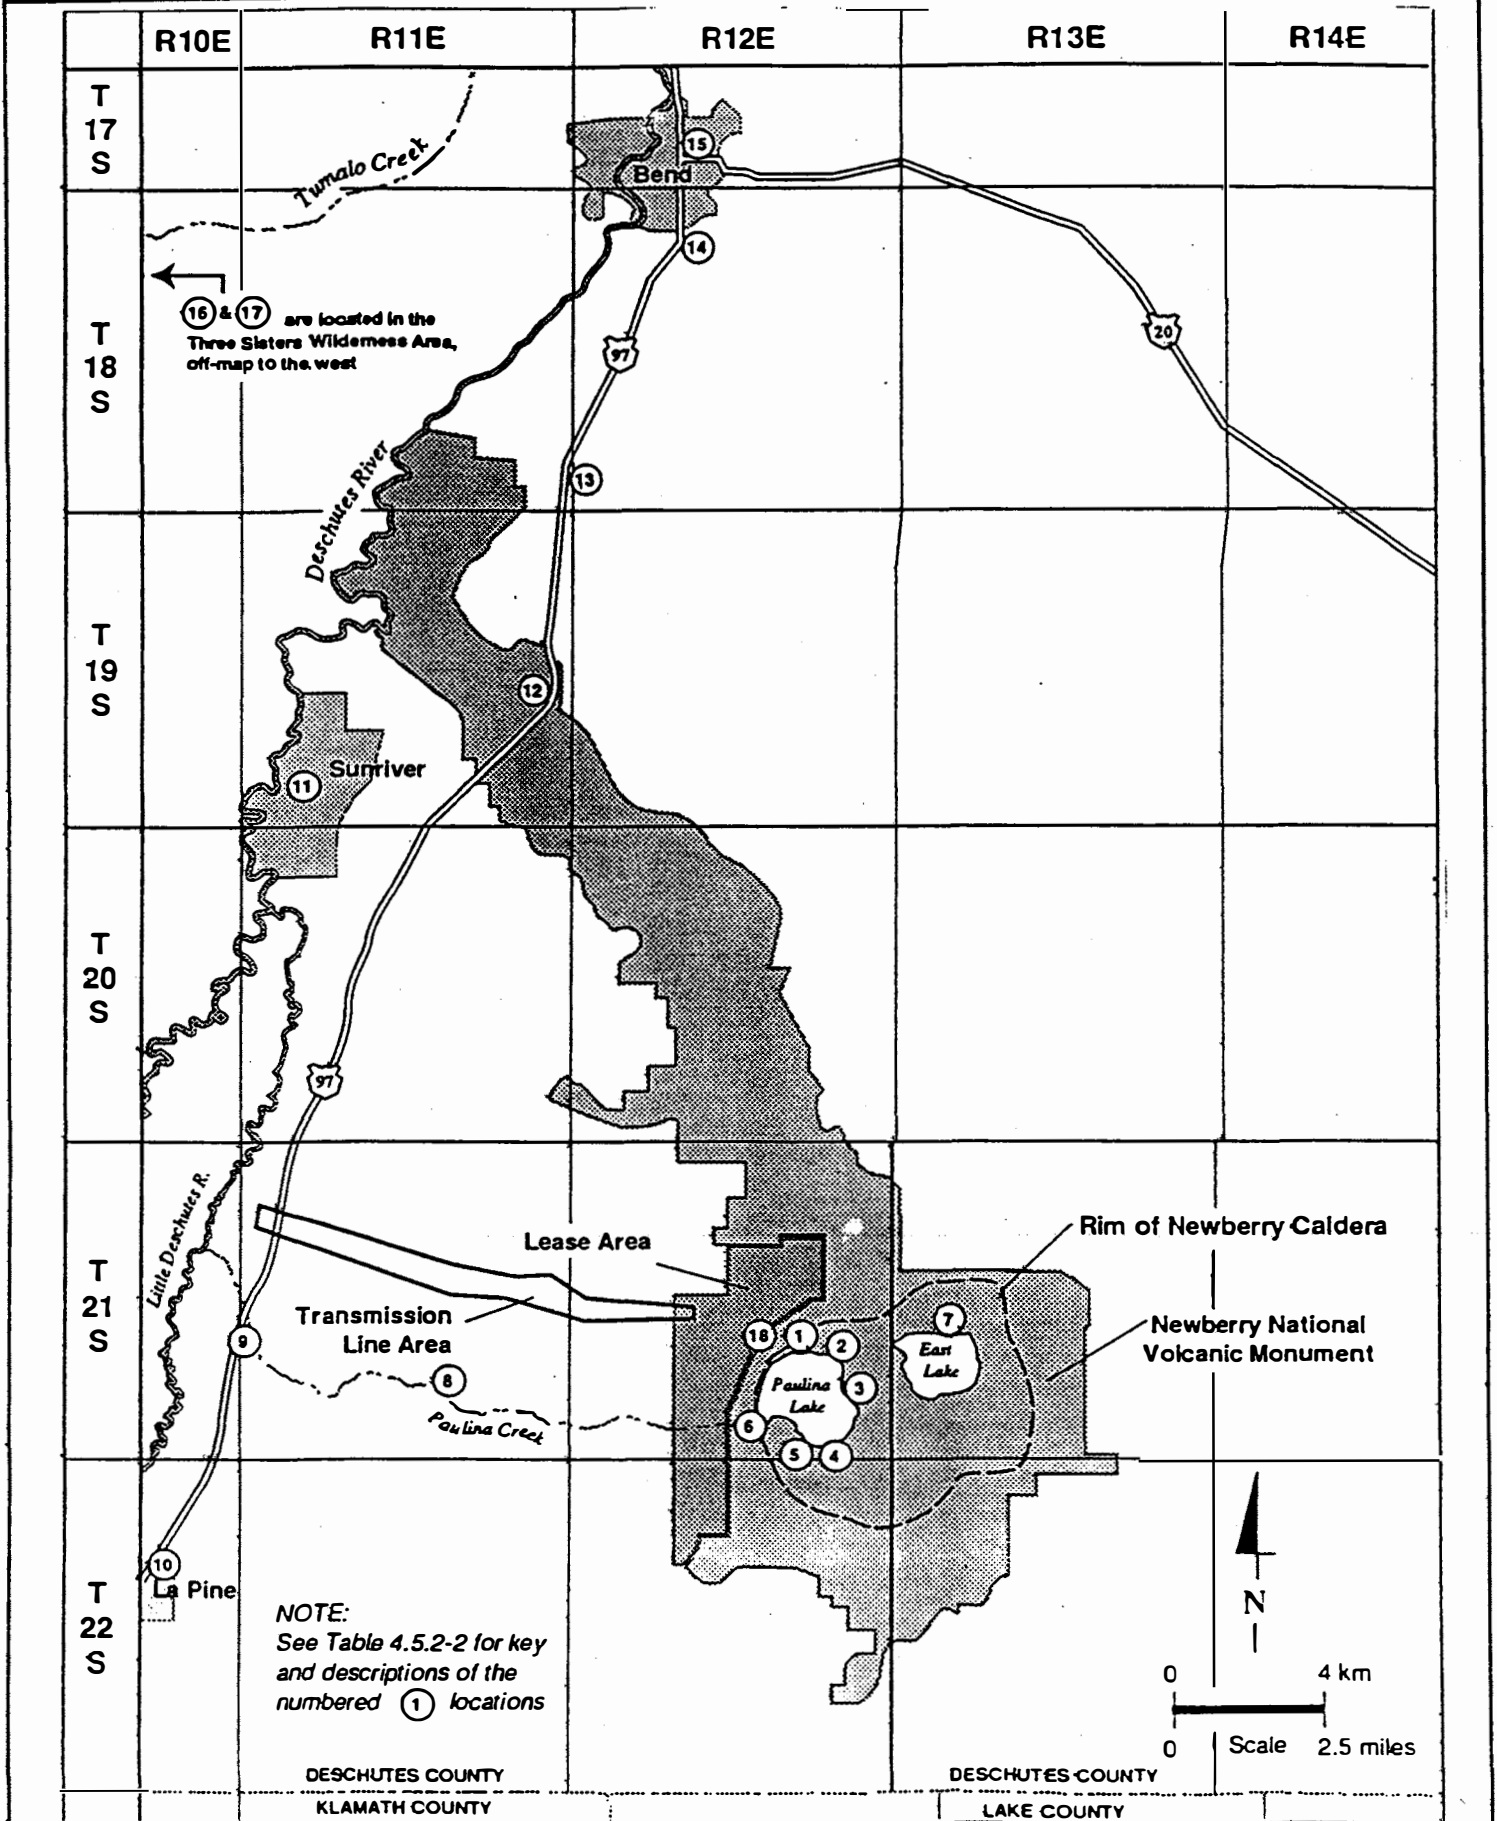 R10E R11E R12E R13E R14E
T
17
S
Tumalo Creek
15
Bend
14
16 & 17 are located in the
Three Sisters Wilderness Area,
off-map to the west
T
18
S
97
20
13
Deschutes River
T
19
S
12
11
Sunriver
T
20
S
97
Little Deschutes R.
T
21
S
Lease Area
Rim of Newberry Caldera
Transmission
Line Area
Newberry National
Volcanic Monument
9
8
Paulina Creek
18
1
2
3
4
5
6
7
Paulina
Lake
East
Lake
10
La Pine
T
22
S
NOTE:
See Table 4.5.2-2 for key
and descriptions of the
numbered 1 locations
N
0 4 km
0 Scale 2.5 miles
DESCHUTES COUNTY DESCHUTES COUNTY
KLAMATH COUNTY LAKE COUNTY